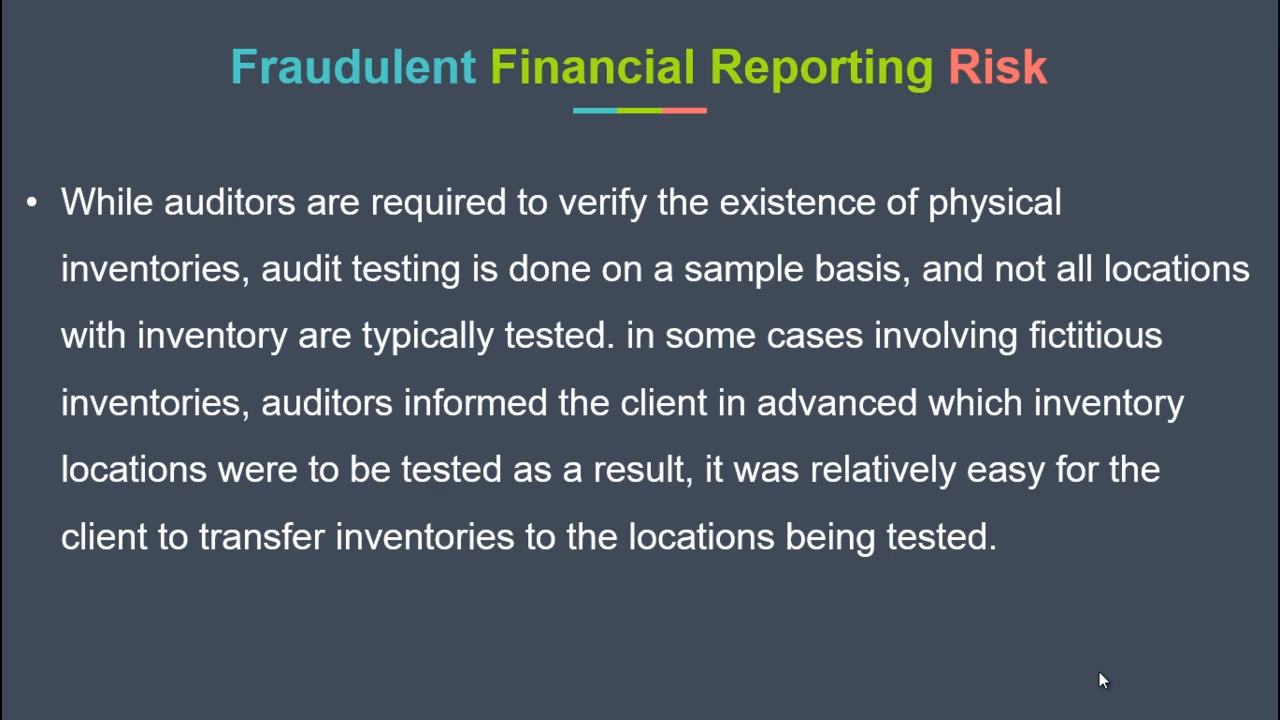 Fraudulent Financial Reporting Risk
• While auditors are required to verify the existence of physical
inventories, audit testing is done on a sample basis, and not all locations
with inventory are typically tested. in some cases involving fictitious
inventories, auditors informed the client in advanced which inventory
locations were to be tested as a result, it was relatively easy for the
client to transfer inventories to the locations being tested.